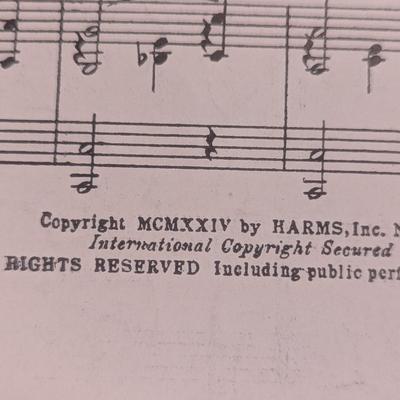 Copyright MCMXXIV by HARMS, Inc.
International Copyright Secured
RIGHTS RESERVED Including public